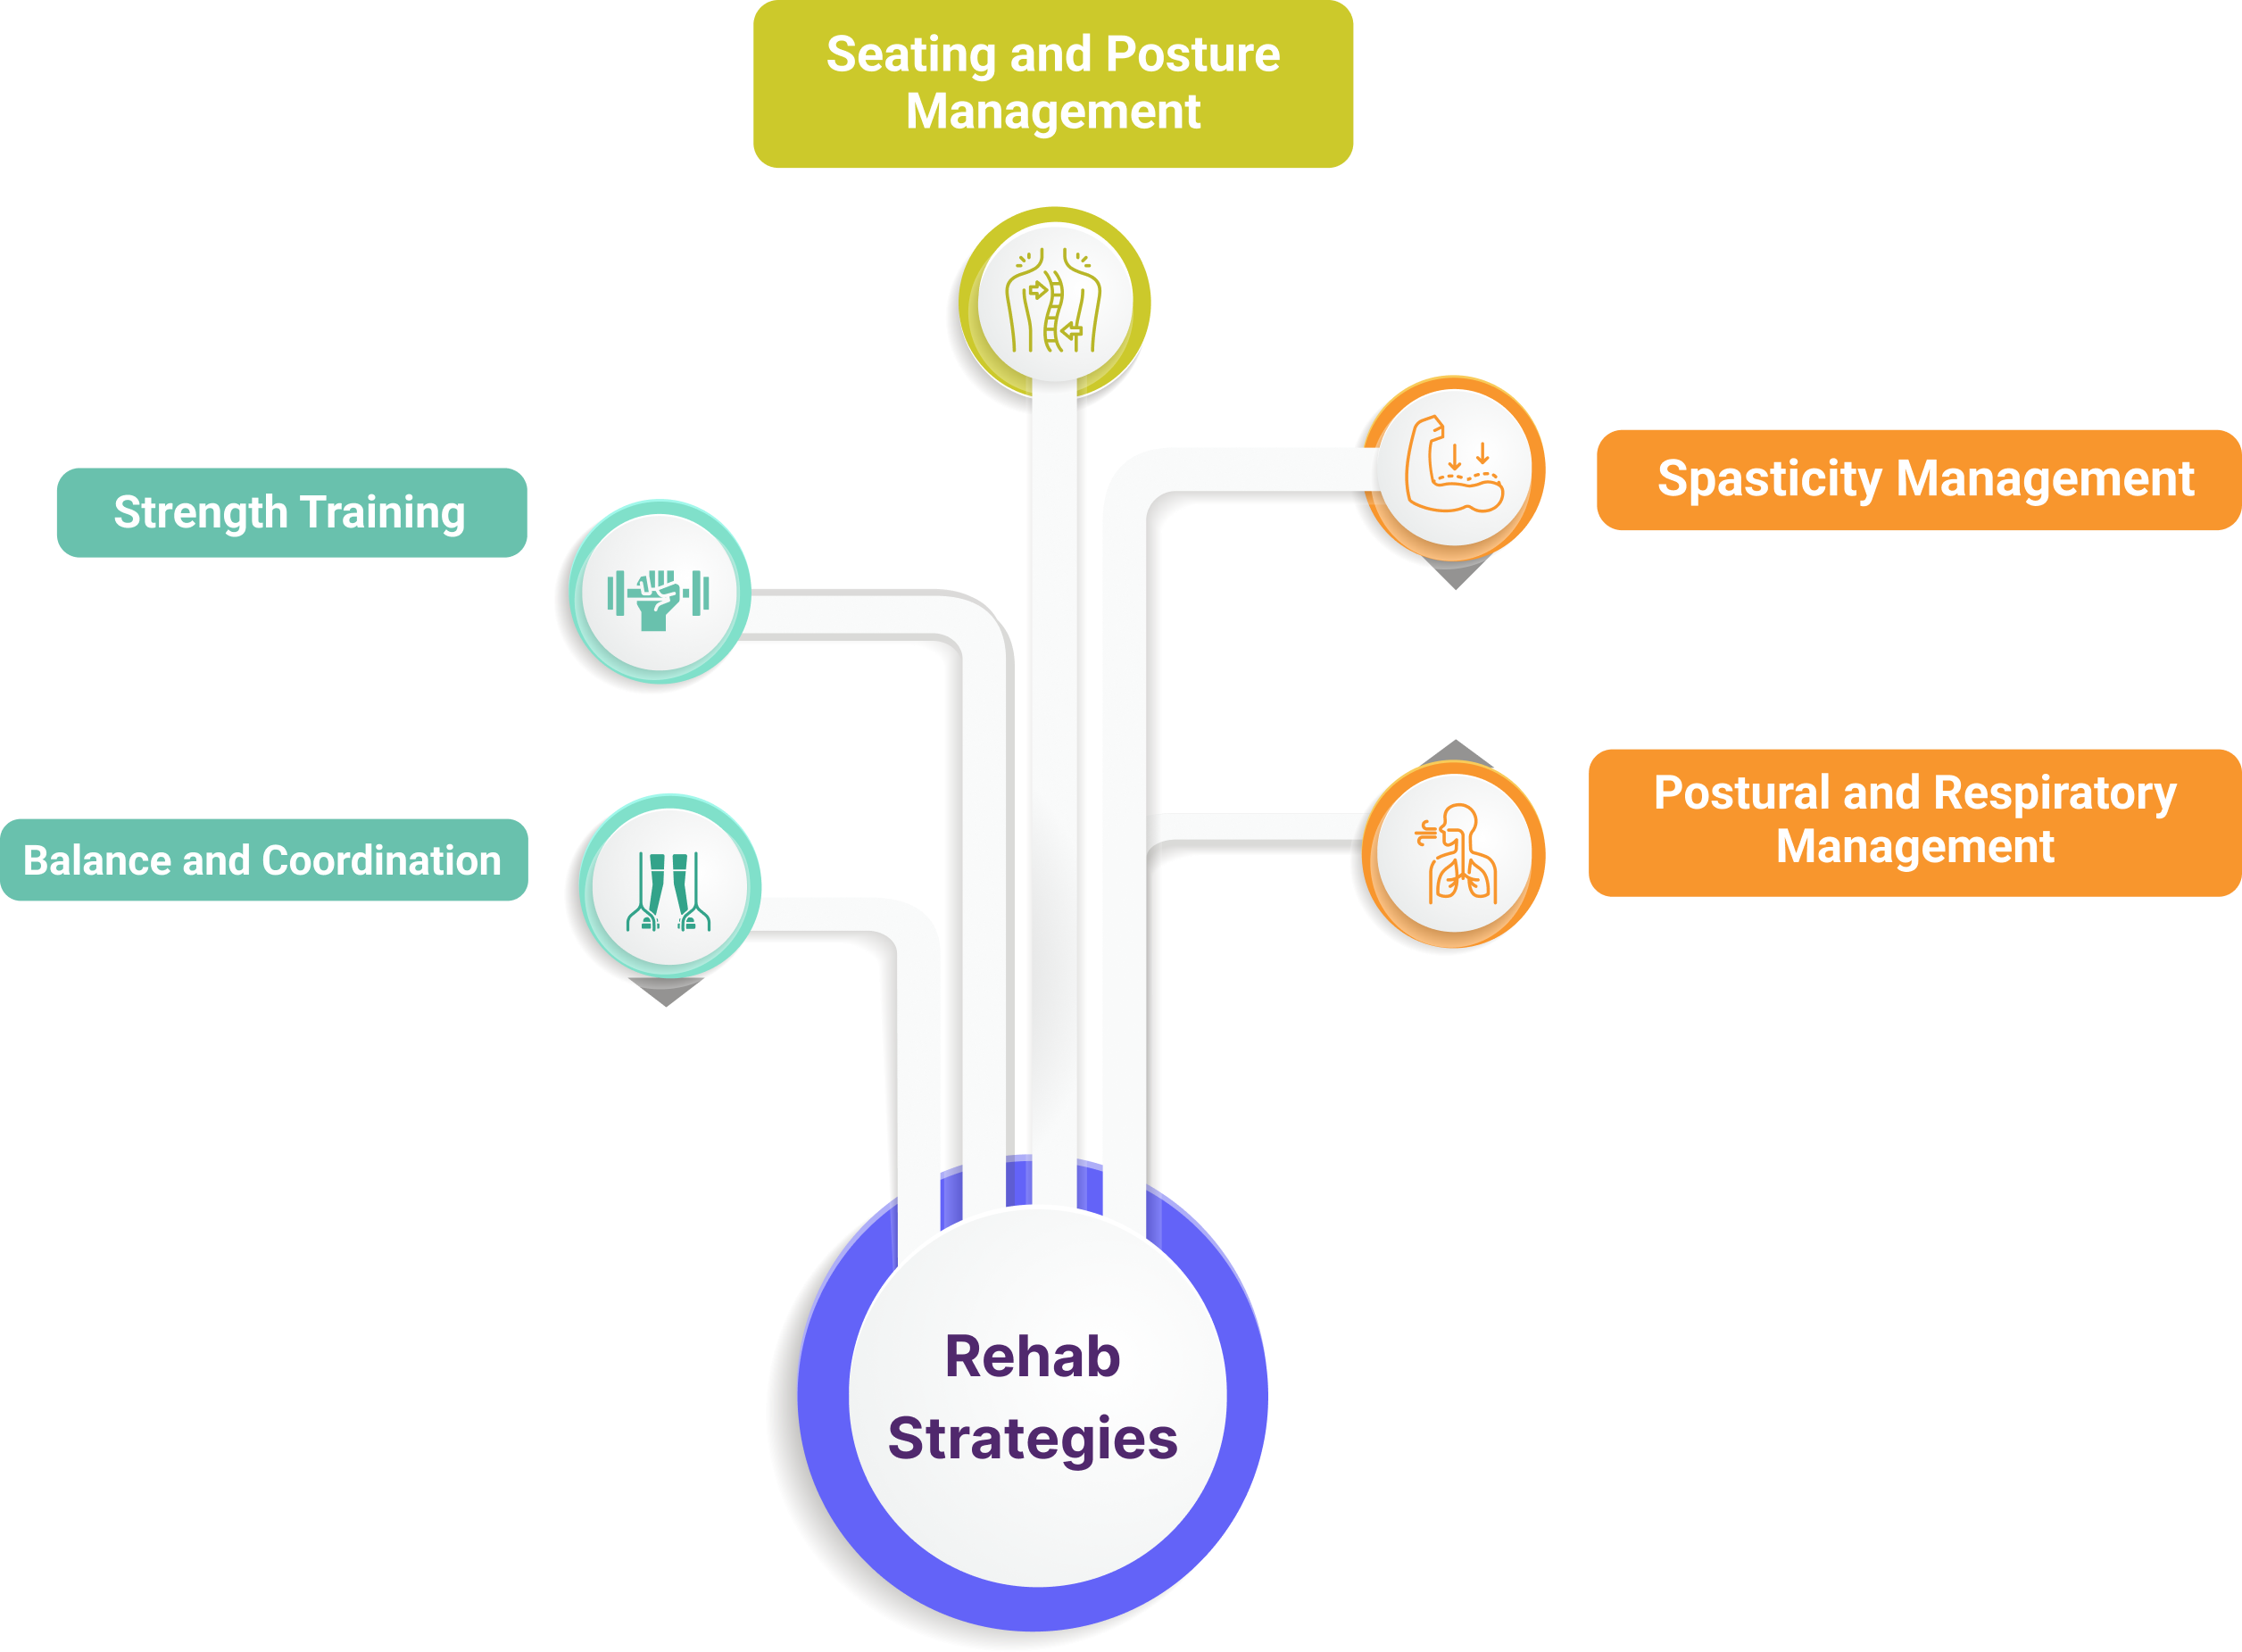 Seating and Posture
Management
Spasticity Management
Strength Training
Postural and Respiratory
Management
Balance and Coordination
Rehab
Strategies